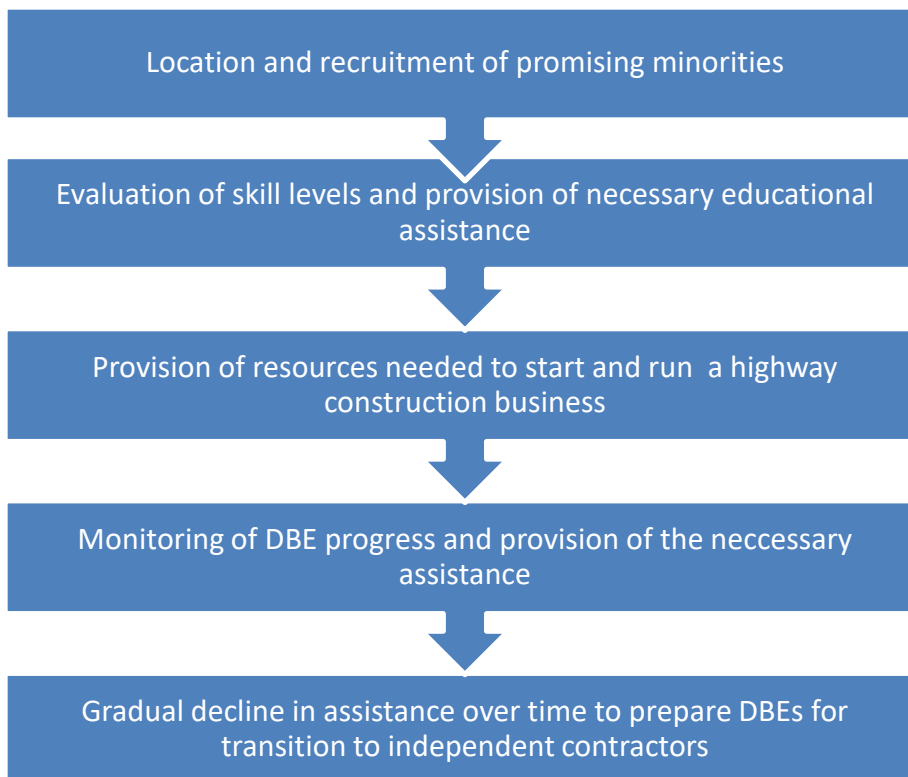 Location and recruitment of promising minorities
Evaluation of skill levels and provision of necessary educational
assistance
Provision of resources needed to start and run  a highway
construction business
Monitoring of DBE progress and provision of the neccessary
assistance
Gradual decline in assistance over time to prepare DBEs for
transition to independent contractors